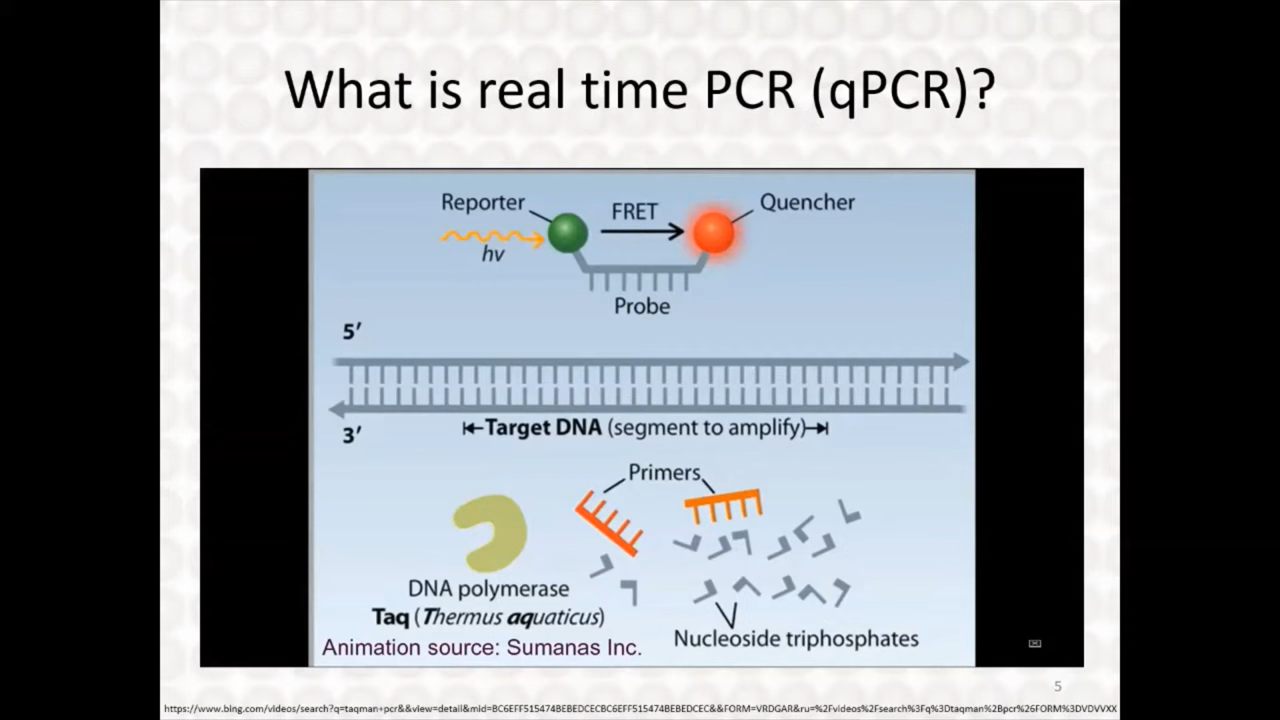 What is real time PCR (qPCR)?
Reporter
FRET
Quencher
hv
Probe
5′
3′
Target DNA (segment to amplify)
Primers
DNA polymerase
Taq (Thermus aquaticus)
Nucleoside triphosphates
Animation source: Sumanas Inc.
5
https://www.bing.com/videos/search?q=taqman+pcr&&view=detail&mid=BC6EFF515474BEBEDCECBC6EFF515474BEBEDCEC&&FORM=VRDGAR&ru=%2Fvideos%2Fsearch%3Fq%3Dtaqman%2Bpcr%26FORM%3DVDVVXX